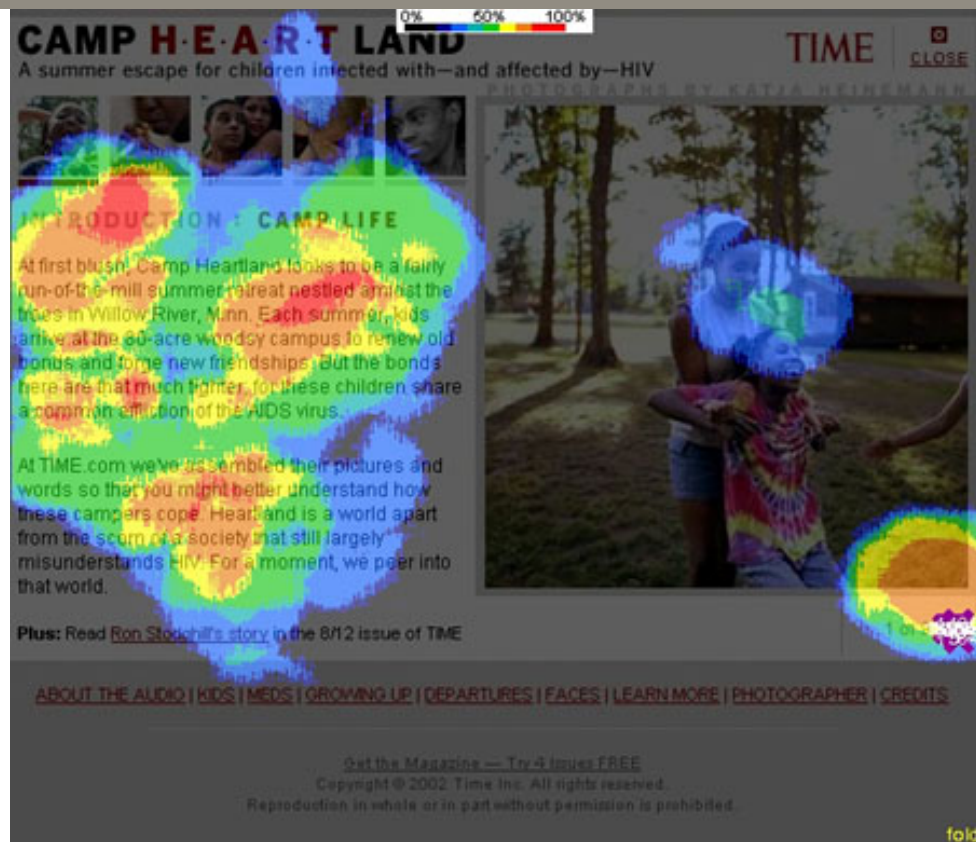 0% 50% 100%
CAMP H·E·A·R·T LAND
A summer escape for children infected with—and affected by—HIV
TIME
CLOSE
PHOTOGRAPHS BY KATJA HEINEMANN
INTRODUCTION : CAMP LIFE
At first blush, Camp Heartland looks to be a fairly
run-of-the-mill summer retreat nestled amidst the
trees in Willow River, Minn. Each summer, kids
arrive at the 80-acre woodsy campus to renew old
bonds and forge new friendships. But the bonds
here are that much tighter, for these children share
a common affliction of the AIDS virus.
At TIME.com we've assembled their pictures and
words so that you might better understand how
these campers cope. Heartland is a world apart
from the scorn of a society that still largely
misunderstands HIV. For a moment, we peer into
that world.
Plus: Read Ron Stodghill's story in the 8/12 issue of TIME
1 of
ABOUT THE AUDIO | KIDS | MEDS | GROWING UP | DEPARTURES | FACES | LEARN MORE | PHOTOGRAPHER | CREDITS
Get the Magazine — Try 4 Issues FREE
Copyright © 2002 Time Inc. All rights reserved.
Reproduction in whole or in part without permission is prohibited.
fold